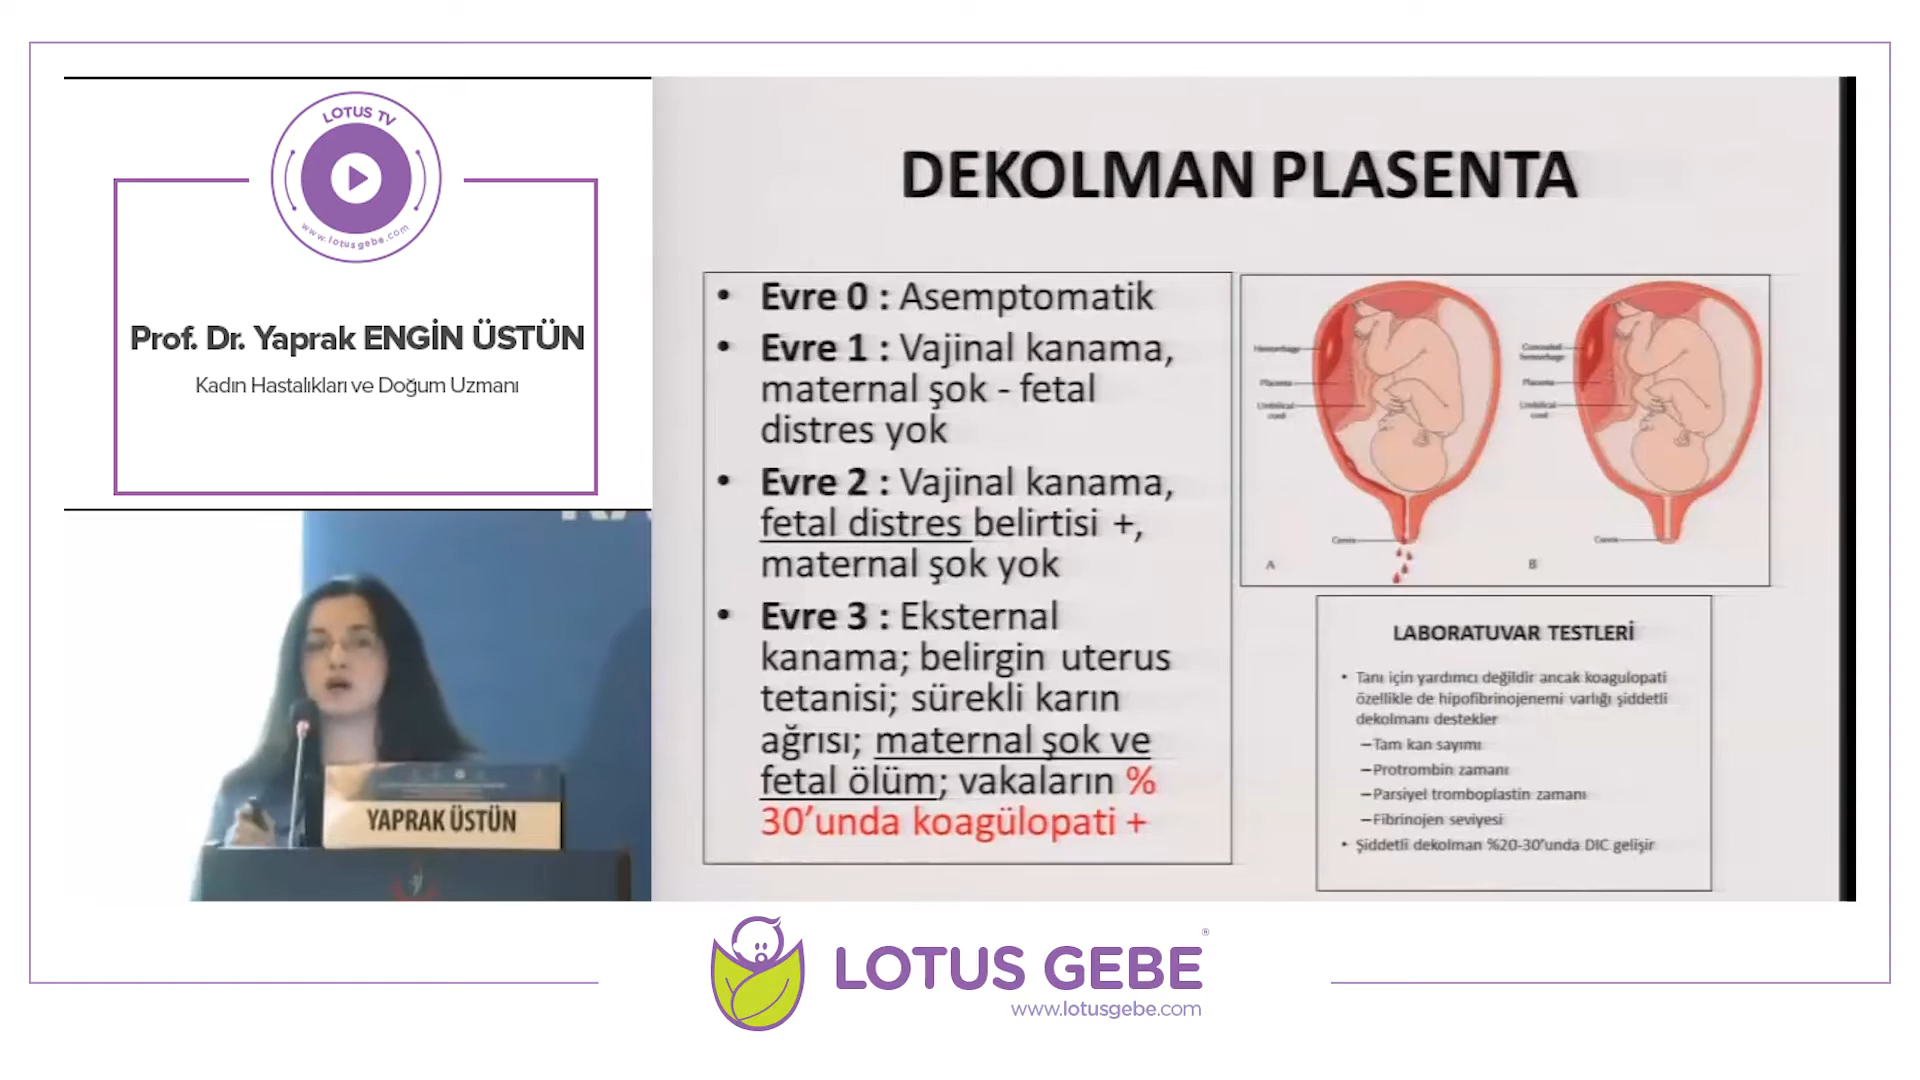 LOTUS TV
www.lotusgebe.com
Prof. Dr. Yaprak ENGİN ÜSTÜN
Kadın Hastalıkları ve Doğum Uzmanı
YAPRAK ÜSTÜN
DEKOLMAN PLASENTA
• Evre 0 : Asemptomatik
• Evre 1 : Vajinal kanama,
maternal şok - fetal
distres yok
• Evre 2 : Vajinal kanama,
fetal distres belirtisi +,
maternal şok yok
• Evre 3 : Eksternal
kanama; belirgin uterus
tetanisi; sürekli karın
ağrısı; maternal şok ve
fetal ölüm; vakaların %
30’unda koagülopati +
Hemorrhage
Placenta
Umbilical
cord
Cervix
A
Concealed
hemorrhage
Placenta
Umbilical
cord
Cervix
B
LABORATUVAR TESTLERİ
• Tanı için yardımcı değildir ancak koagulopati
özellikle de hipofibrinojenemi varlığı şiddetli
dekolmanı destekler
–Tam kan sayımı
–Protrombin zamanı
–Parsiyel tromboplastin zamanı
–Fibrinojen seviyesi
• Şiddetli dekolman %20-30’unda DIC gelişir
LOTUS GEBE®
www.lotusgebe.com